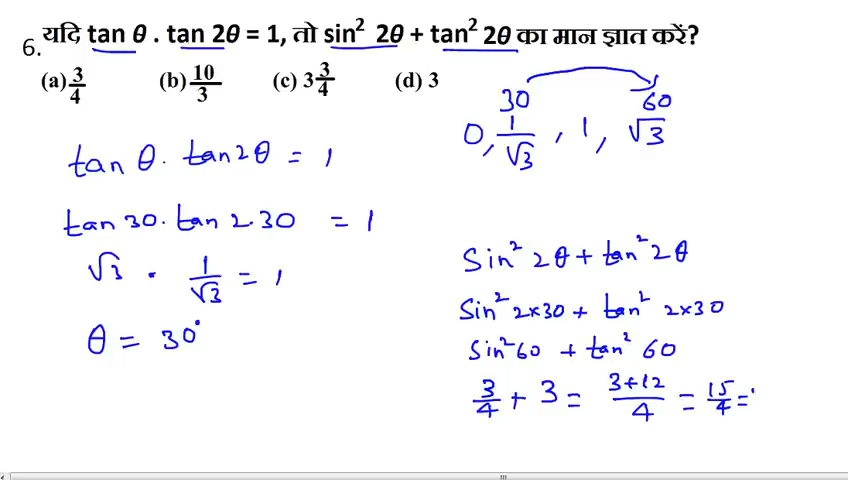 6. यदि tan θ . tan 2θ = 1, तो sin² 2θ + tan² 2θ का मान ज्ञात करें?
(a) 3/4 (b) 10/3 (c) 3 3/4 (d) 3
30 60
0, 1/√3, 1, √3
tan θ . tan 2θ = 1
tan 30 . tan 2.30 = 1
√3 . 1/√3 = 1
θ = 30°
Sin² 2θ + tan² 2θ
Sin² 2×30 + tan² 2×30
Sin² 60 + tan² 60
3/4 + 3 = 3+12/4 = 15/4 =